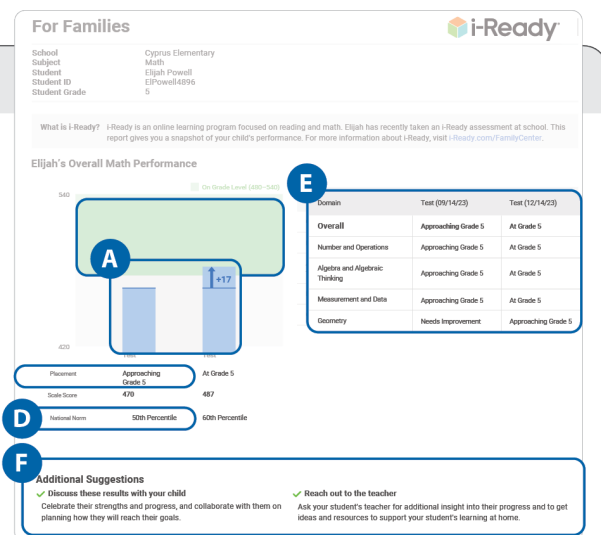 For Families
i-Ready
School Cyprus Elementary
Subject Math
Student Elijah Powell
Student ID ElPowell4896
Student Grade 5
What is i-Ready? i-Ready is an online learning program focused on reading and math. Elijah has recently taken an i-Ready assessment at school. This
report gives you a snapshot of your child's performance. For more information about i-Ready, visit i-Ready.com/FamilyCenter.
Elijah's Overall Math Performance
On Grade Level (480–540)
540
A
+17
420
Test Test
Placement Approaching Grade 5 At Grade 5
Scale Score 470 487
D
National Norm 50th Percentile 60th Percentile
E
Domain Test (09/14/23) Test (12/14/23)
Overall Approaching Grade 5 At Grade 5
Number and Operations Approaching Grade 5 At Grade 5
Algebra and Algebraic
Thinking Approaching Grade 5 At Grade 5
Measurement and Data Approaching Grade 5 At Grade 5
Geometry Needs Improvement Approaching Grade 5
F
Additional Suggestions
✓ Discuss these results with your child
Celebrate their strengths and progress, and collaborate with them on
planning how they will reach their goals.
✓ Reach out to the teacher
Ask your student's teacher for additional insight into their progress and to get
ideas and resources to support your student's learning at home.